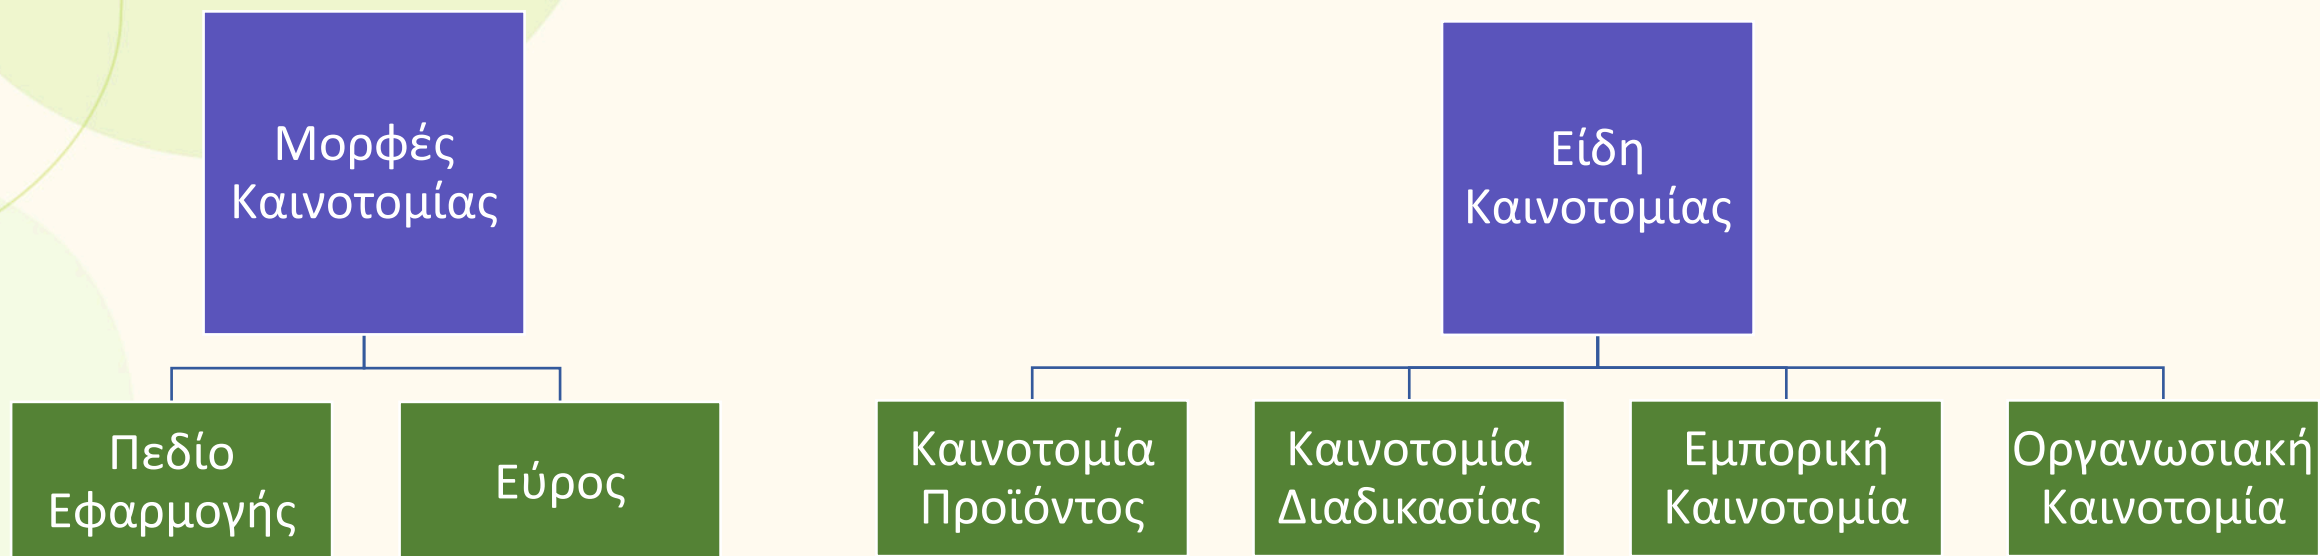 Μορφές
Καινοτομίας
Είδη
Καινοτομίας
Πεδίο
Εφαρμογής
Εύρος
Καινοτομία
Προϊόντος
Καινοτομία
Διαδικασίας
Εμπορική
Καινοτομία
Οργανωσιακή
Καινοτομία